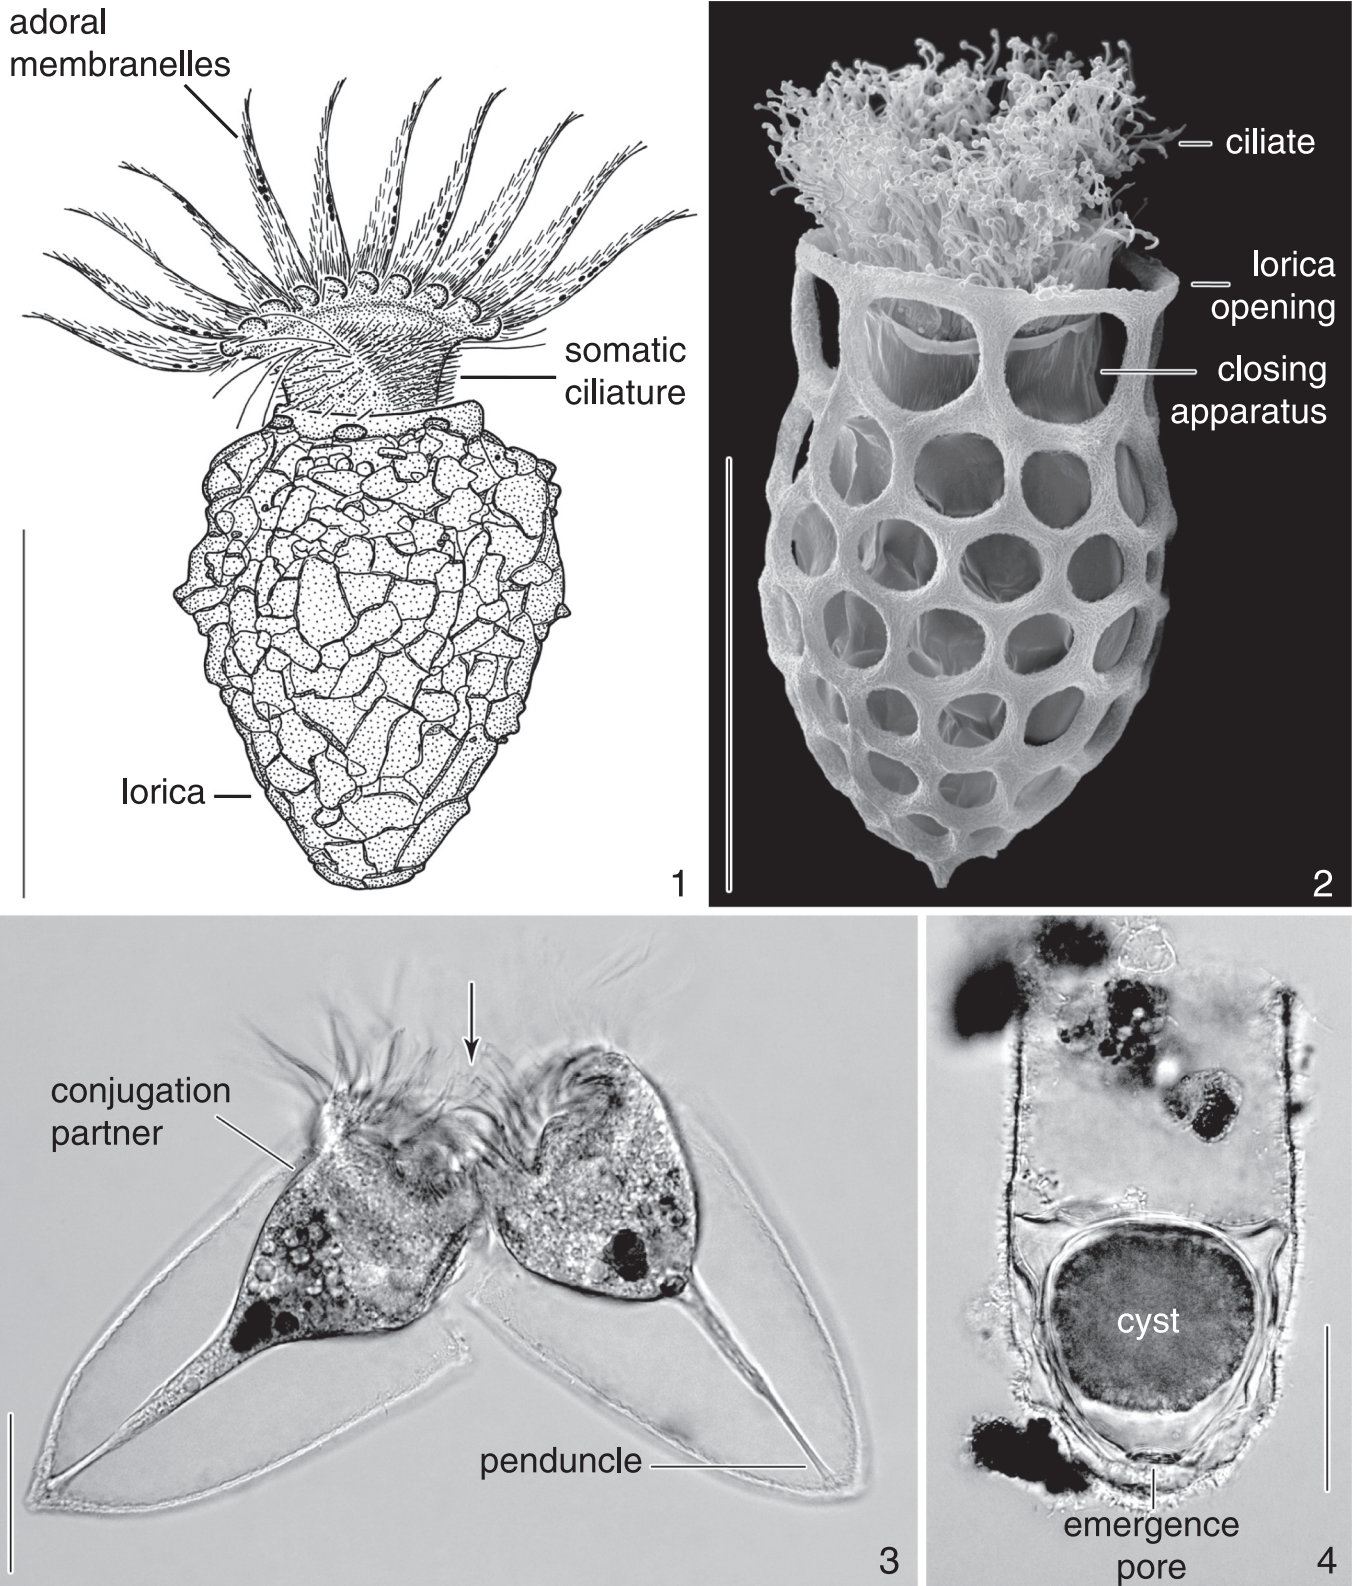 adoral
membranelles
somatic
ciliature
lorica
1
ciliate
lorica
opening
closing
apparatus
2
conjugation
partner
penduncle
3
cyst
emergence
pore
4